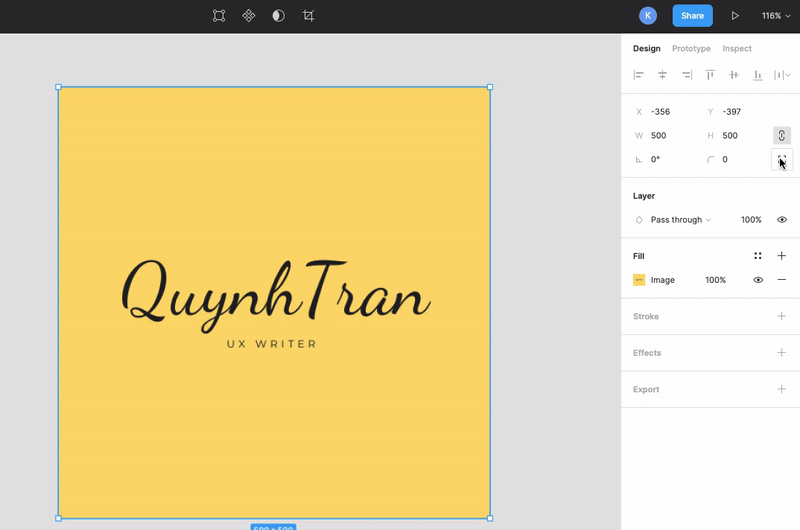 K
Share
116%
Design Prototype Inspect
X -356 Y -397
W 500 H 500
0° 0
Layer
Pass through 100%
Fill
Image 100%
Stroke
Effects
Export
QuynhTran
UX WRITER
500 x 500